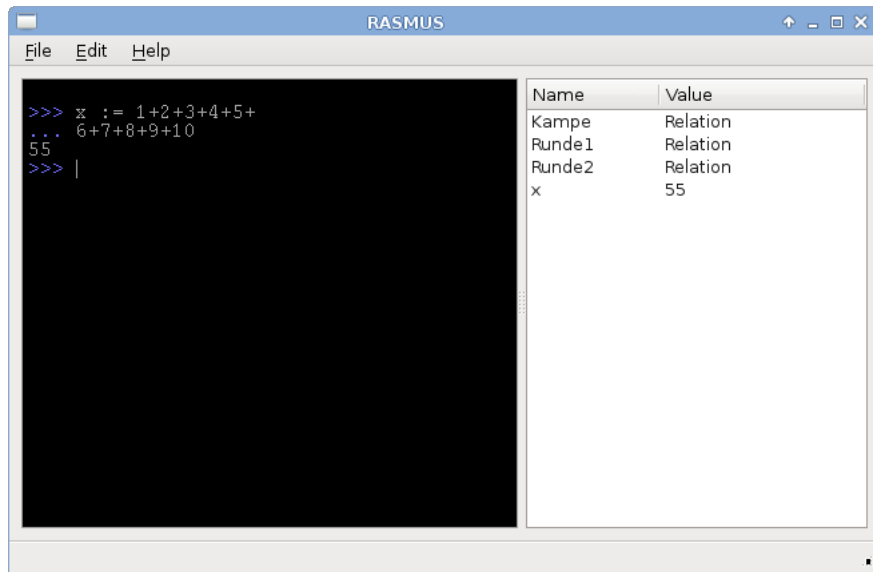 RASMUS
File Edit Help
>>> x := 1+2+3+4+5+
... 6+7+8+9+10
55
>>>
Name Value
Kampe Relation
Runde1 Relation
Runde2 Relation
x 55